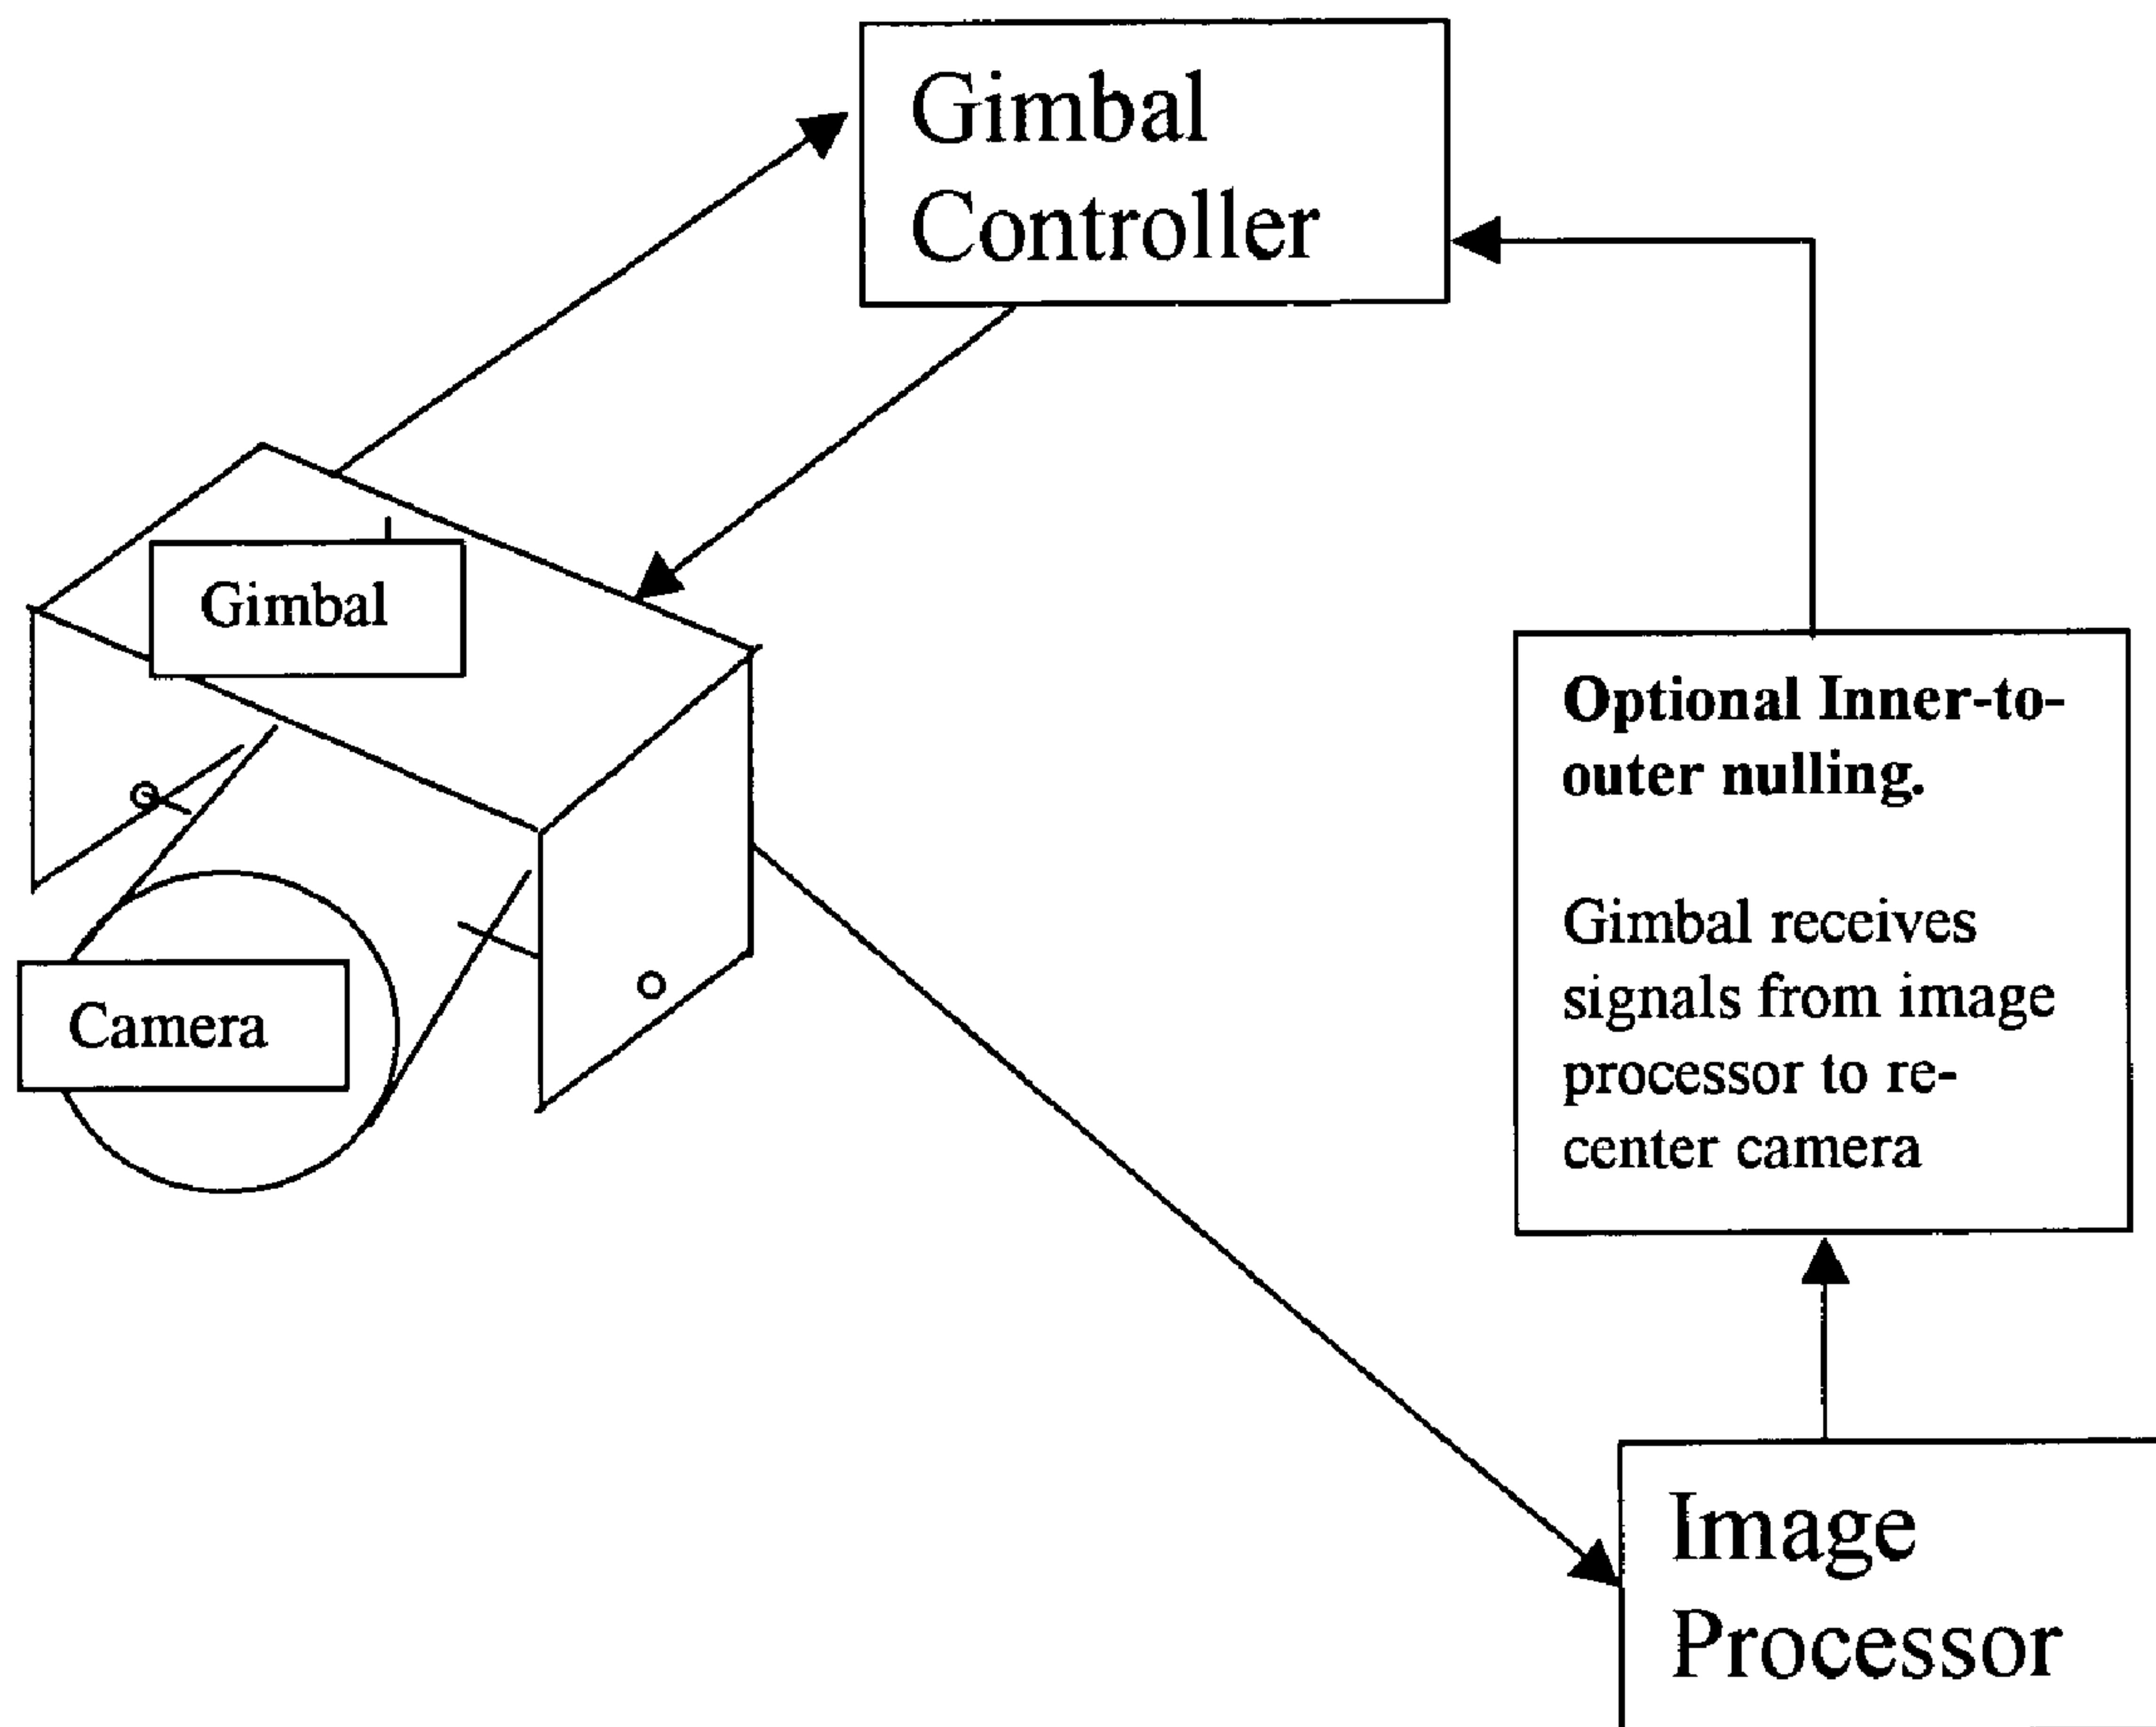 Gimbal
Controller
Gimbal
Camera
Optional Inner-to-
outer nulling.
Gimbal receives
signals from image
processor to re-
center camera
Image
Processor